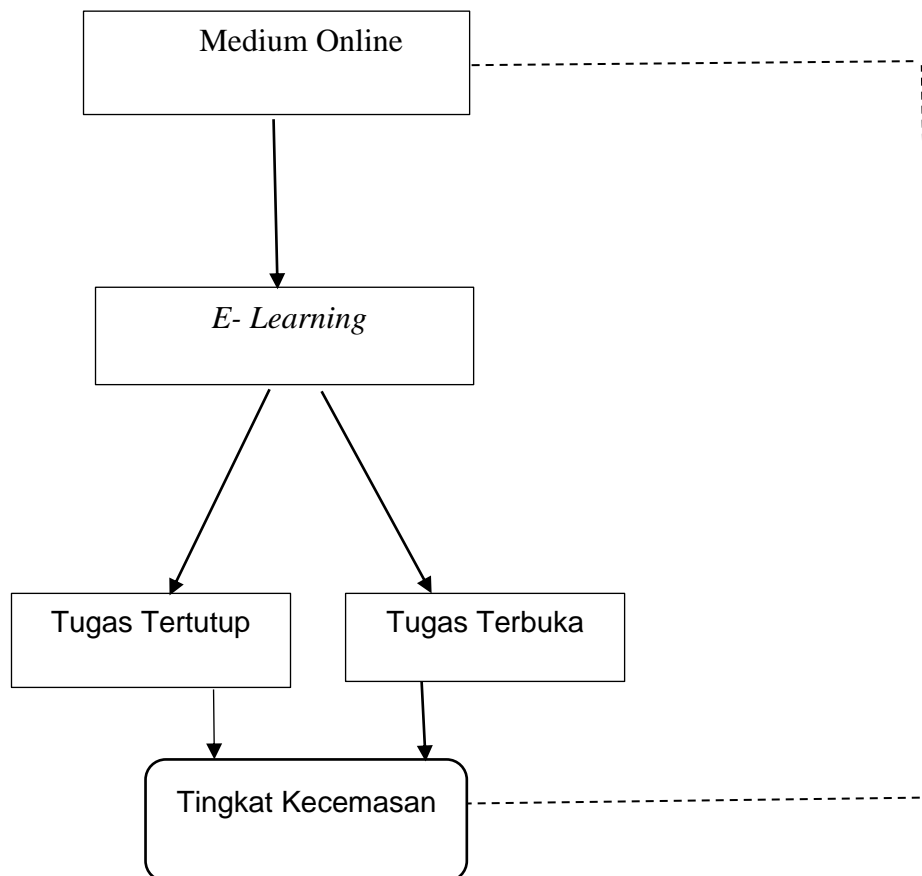 Medium Online
E- Learning
Tugas Tertutup
Tugas Terbuka
Tingkat Kecemasan